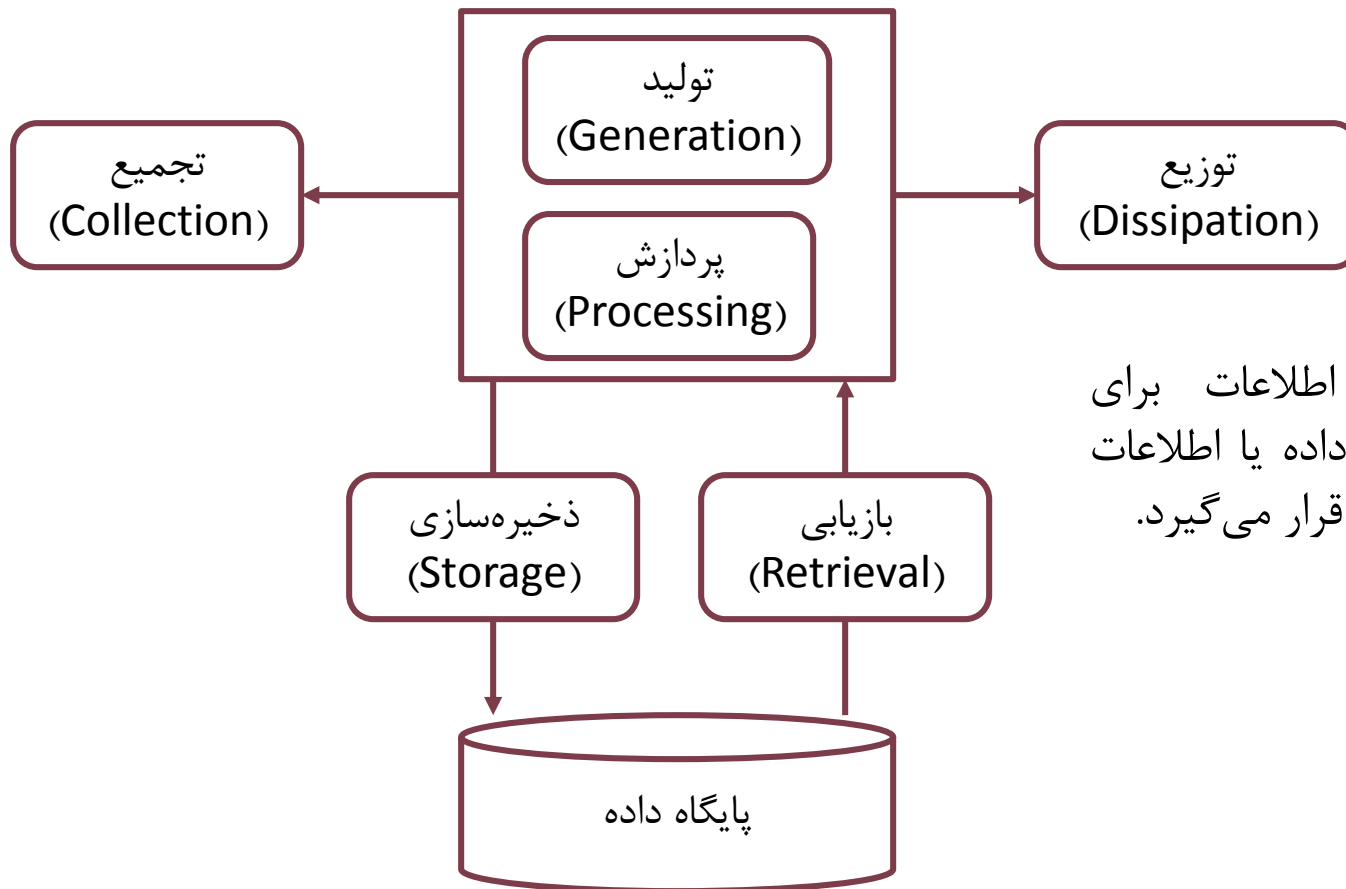 تولید
(Generation)
تجمیع
(Collection)
توزیع
(Dissipation)
پردازش
(Processing)
اطلاعات برای
داده یا اطلاعات
قرار می‌گیرد.
ذخیره‌سازی
(Storage)
بازیابی
(Retrieval)
پایگاه داده